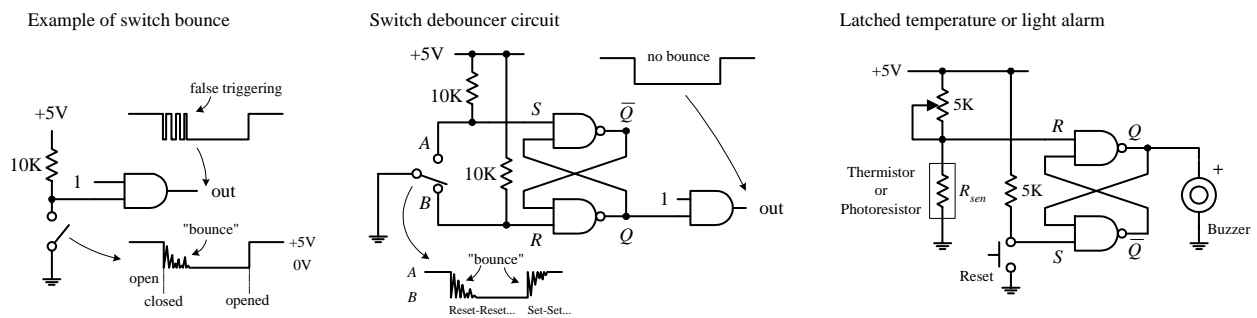 Example of switch bounce
false triggering
+5V
10K
1
out
"bounce"
+5V
0V
open
closed
opened
Switch debouncer circuit
+5V
no bounce
10K
S
Q̅
A
10K
B
1
out
R
Q
"bounce"
A
B
Reset-Reset...
Set-Set...
Latched temperature or light alarm
+5V
5K
R
Q
+
Thermistor
or
Photoresistor
R_sen
5K
Buzzer
S
Q̅
Reset